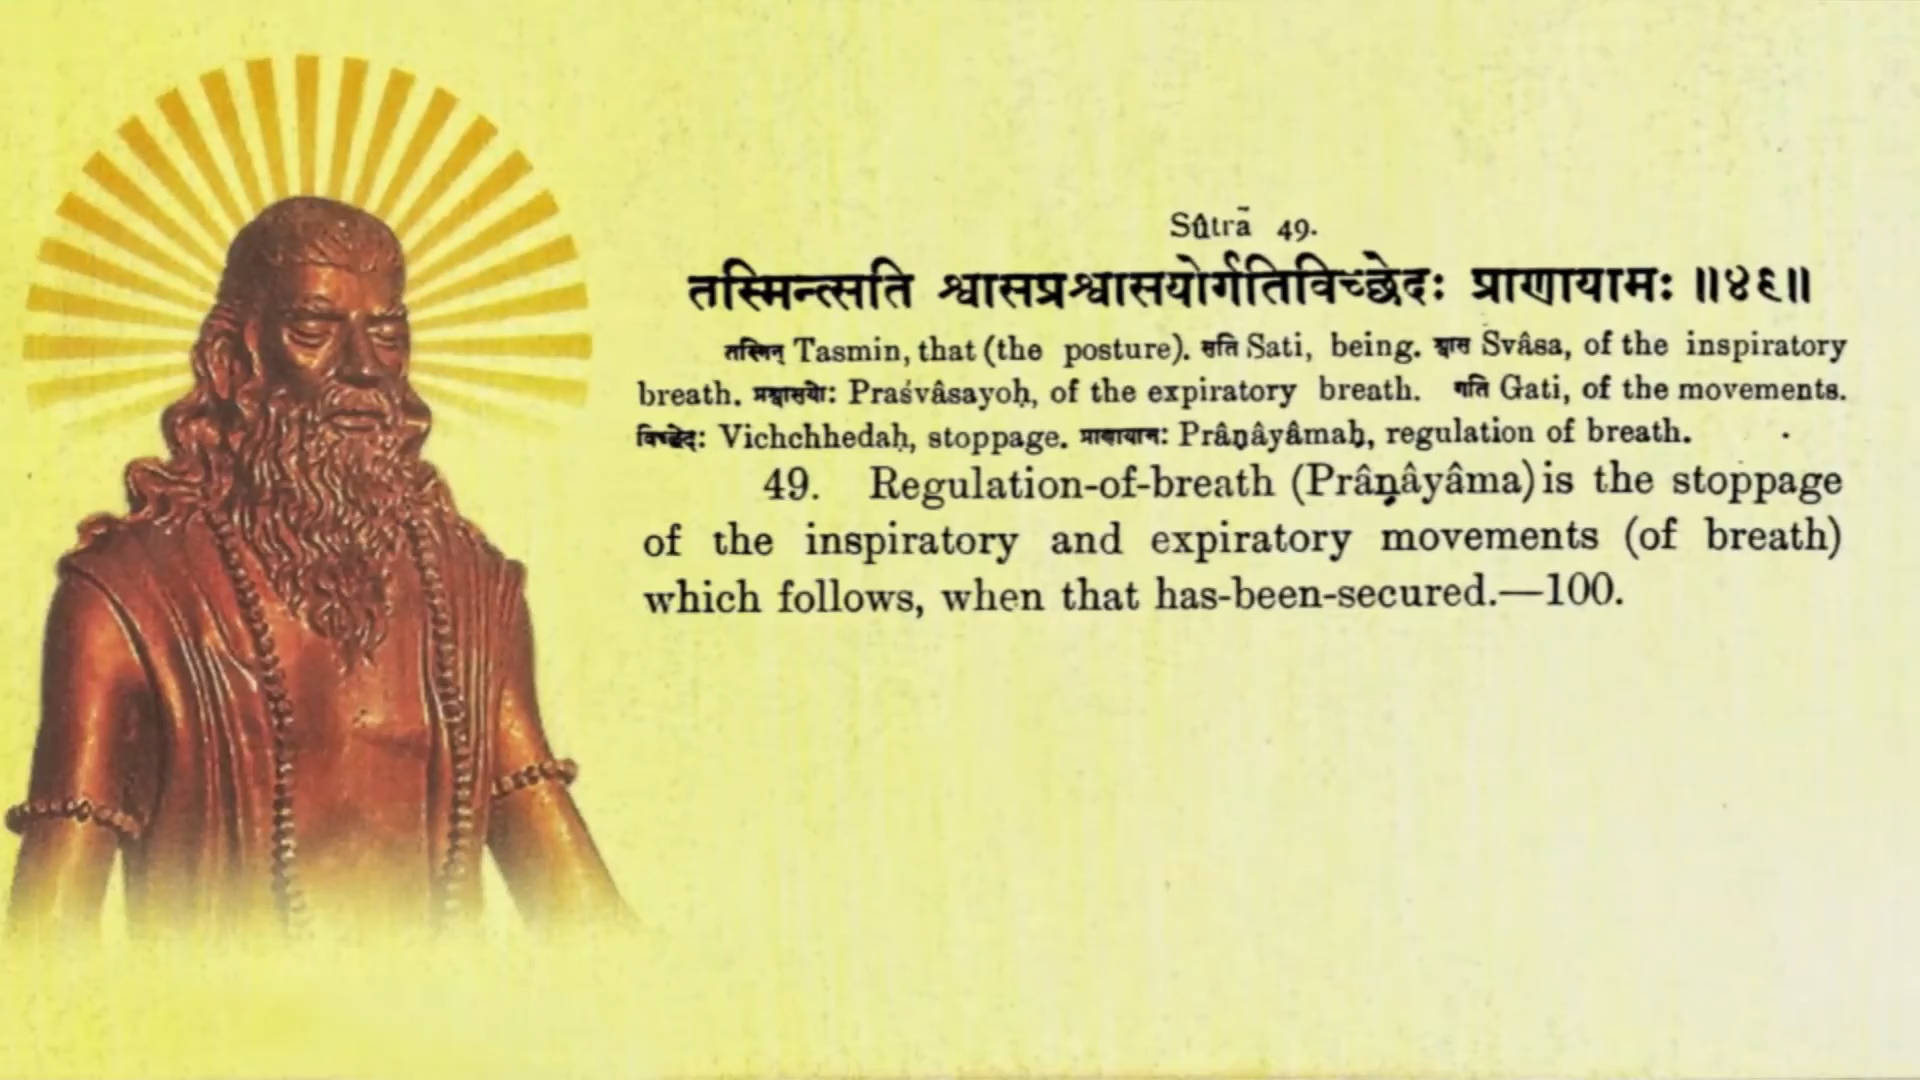 Sûtrā 49.
तस्मिन्त्सति श्वासप्रश्वासयोर्गतिविच्छेदः प्राणायामः ॥४९॥
तस्मिन् Tasmin, that (the posture). सति Sati, being. श्वास Svâsa, of the inspiratory
breath. प्रश्वासयोः Praśvâsayoḥ, of the expiratory breath. गति Gati, of the movements.
विच्छेदः Vichchhedaḥ, stoppage. प्राणायामः Prâṇâyâmaḥ, regulation of breath.
49. Regulation-of-breath (Prâṇâyâma) is the stoppage
of the inspiratory and expiratory movements (of breath)
which follows, when that has-been-secured.—100.